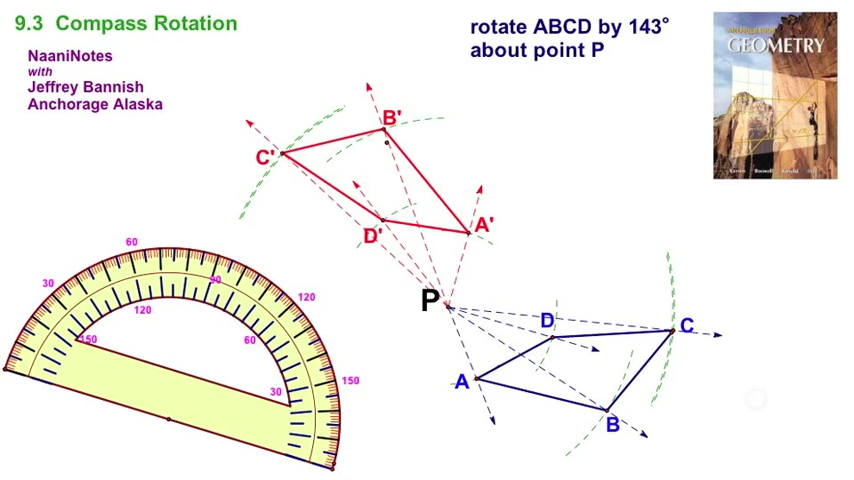 9.3 Compass Rotation
rotate ABCD by 143°
about point P
NaaniNotes
with
Jeffrey Bannish
Anchorage Alaska
GEOMETRY
B'
C'
A'
D'
P
D
C
A
B
60
30
90
120
120
60
150
150
30